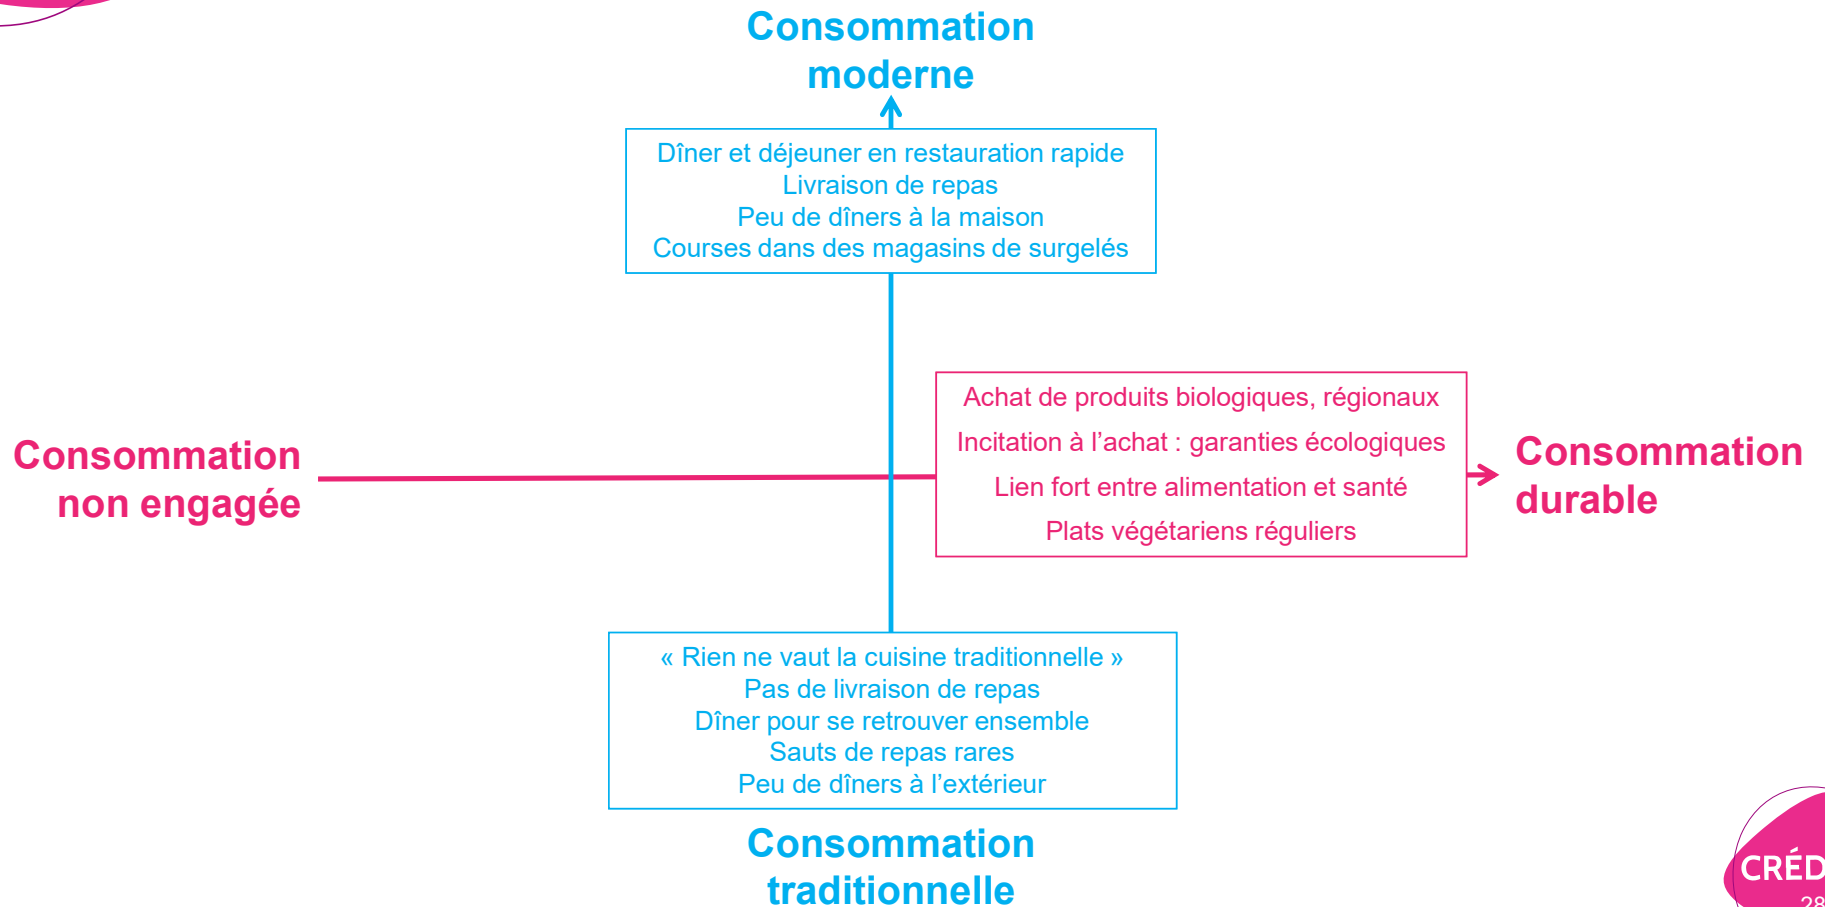 Consommation
moderne
Dîner et déjeuner en restauration rapide
Livraison de repas
Peu de dîners à la maison
Courses dans des magasins de surgelés
Achat de produits biologiques, régionaux
Incitation à l’achat : garanties écologiques
Lien fort entre alimentation et santé
Plats végétariens réguliers
Consommation
non engagée
Consommation
durable
« Rien ne vaut la cuisine traditionnelle »
Pas de livraison de repas
Dîner pour se retrouver ensemble
Sauts de repas rares
Peu de dîners à l’extérieur
Consommation
traditionnelle
CRÉD
28